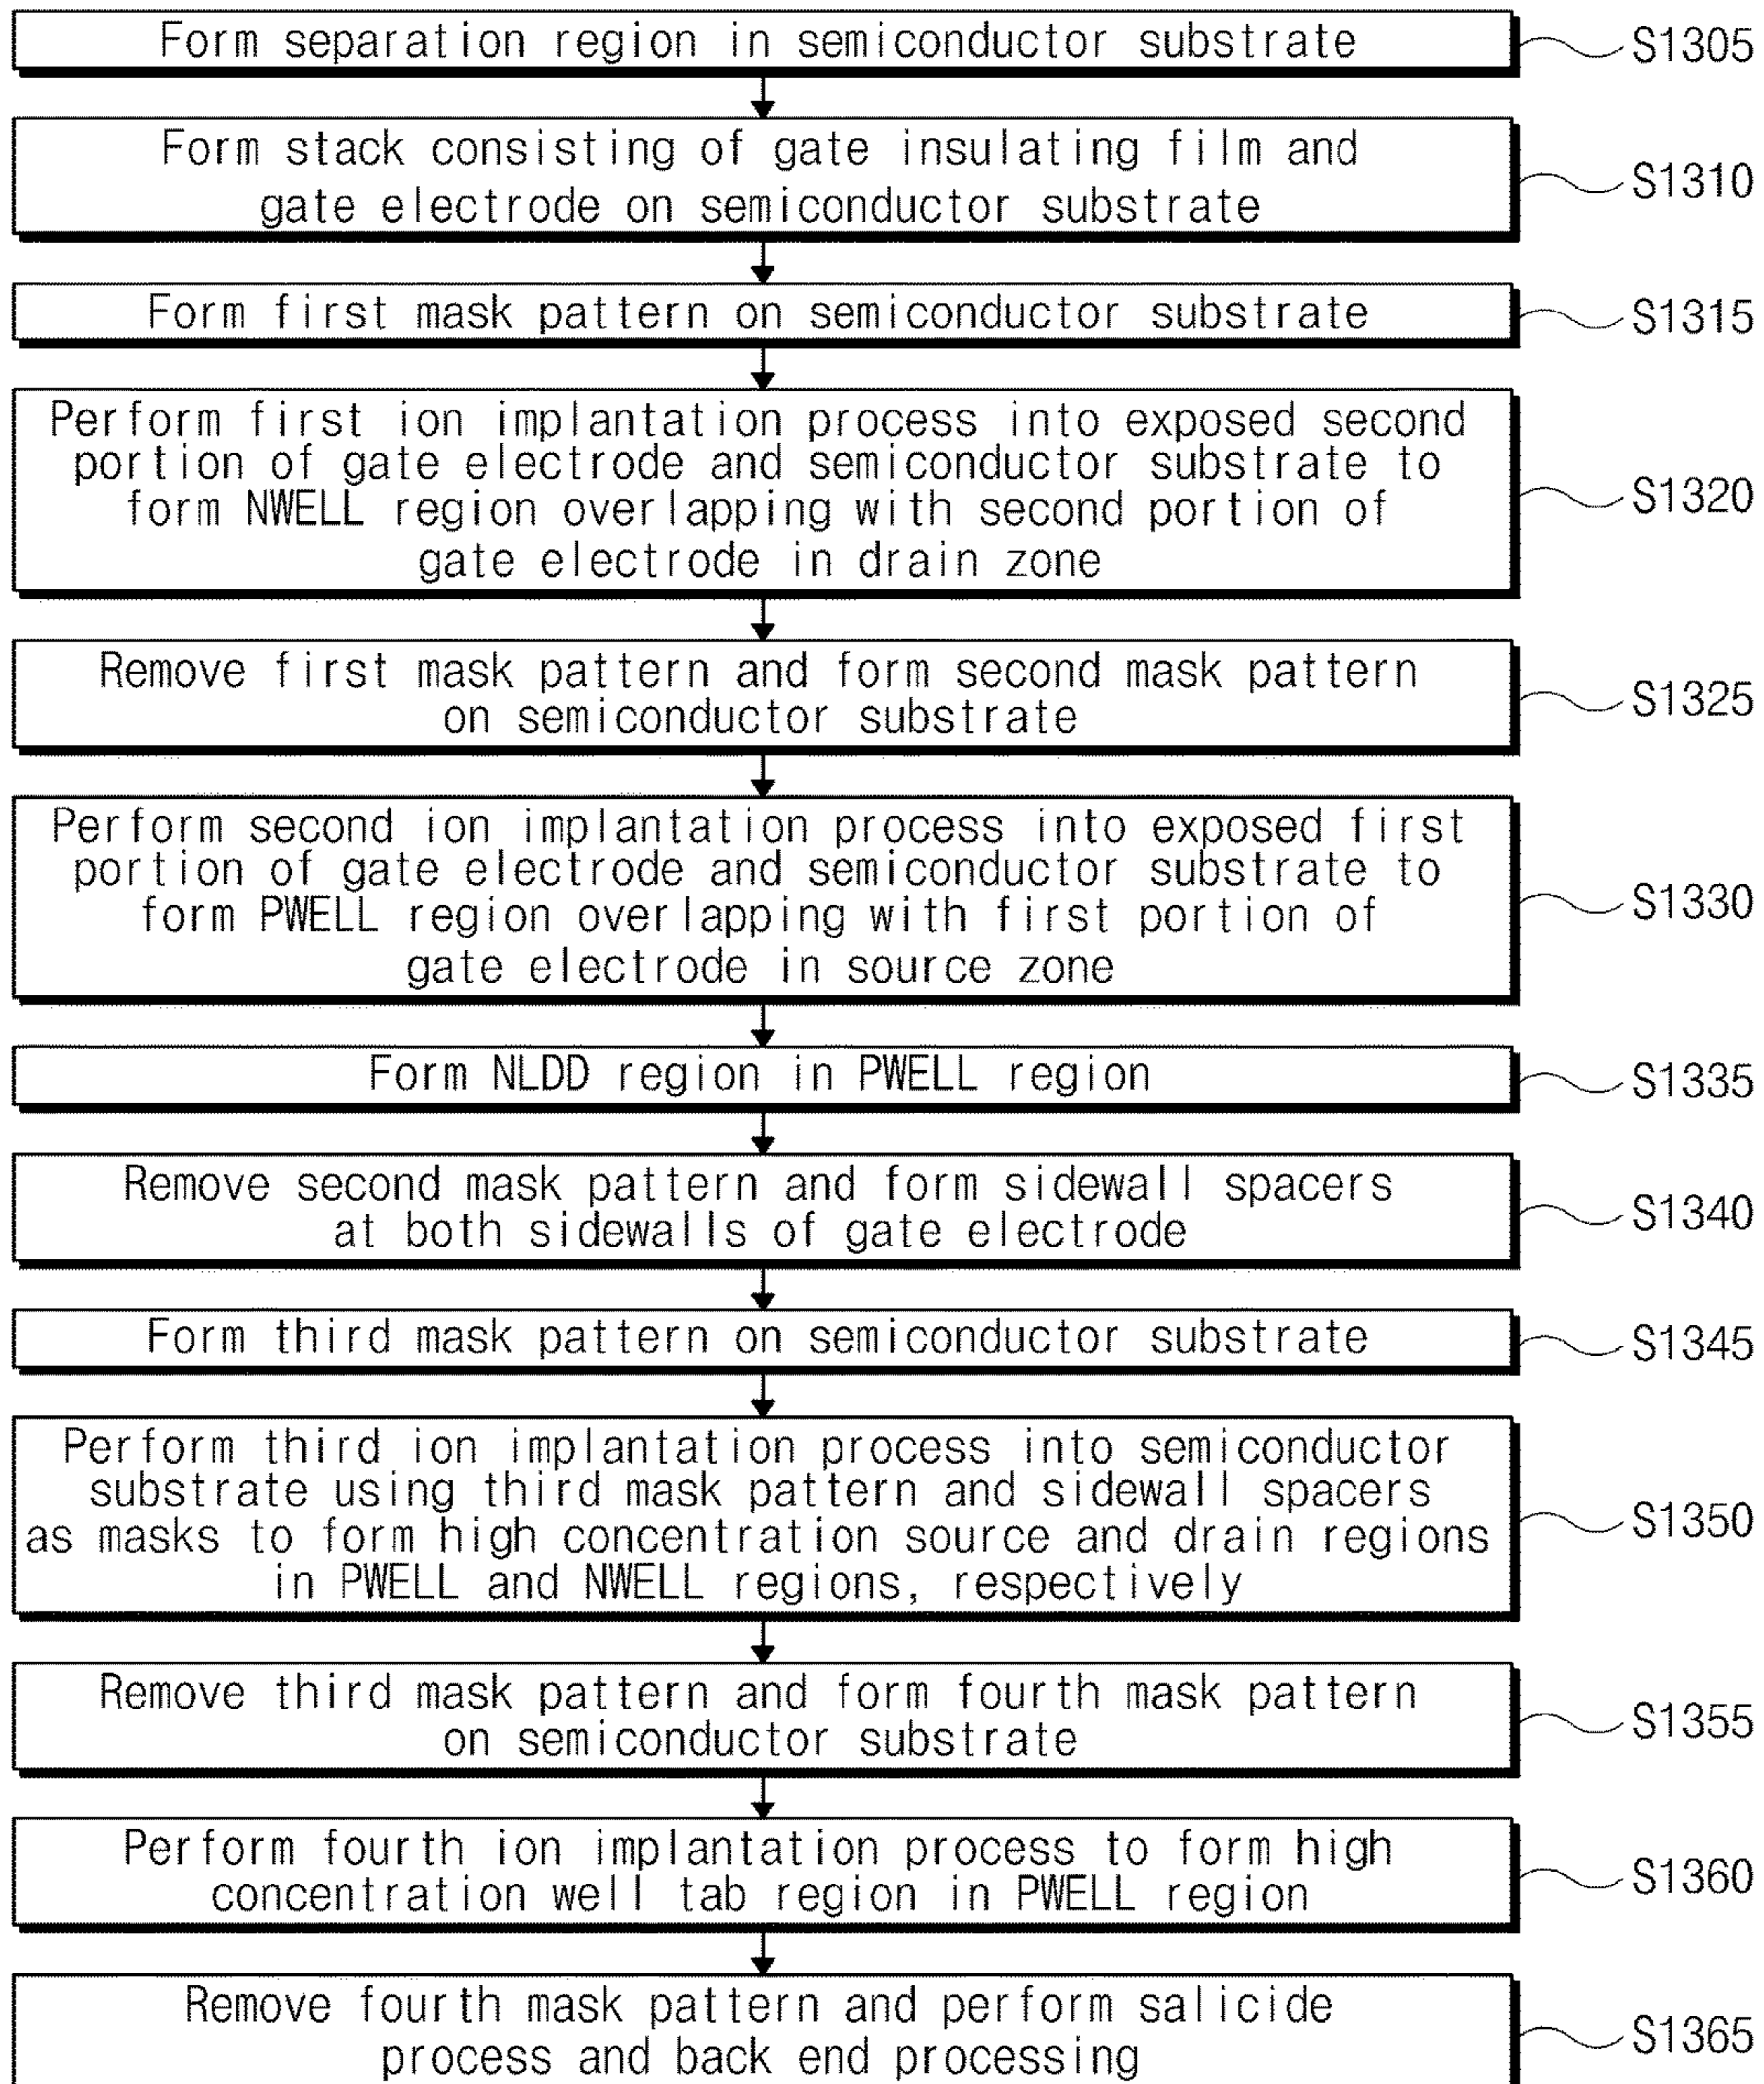 Form separation region in semiconductor substrate
S1305
Form stack consisting of gate insulating film and
gate electrode on semiconductor substrate
S1310
Form first mask pattern on semiconductor substrate
S1315
Perform first ion implantation process into exposed second
portion of gate electrode and semiconductor substrate to
form NWELL region overlapping with second portion of
gate electrode in drain zone
S1320
Remove first mask pattern and form second mask pattern
on semiconductor substrate
S1325
Perform second ion implantation process into exposed first
portion of gate electrode and semiconductor substrate to
form PWELL region overlapping with first portion of
gate electrode in source zone
S1330
Form NLDD region in PWELL region
S1335
Remove second mask pattern and form sidewall spacers
at both sidewalls of gate electrode
S1340
Form third mask pattern on semiconductor substrate
S1345
Perform third ion implantation process into semiconductor
substrate using third mask pattern and sidewall spacers
as masks to form high concentration source and drain regions
in PWELL and NWELL regions, respectively
S1350
Remove third mask pattern and form fourth mask pattern
on semiconductor substrate
S1355
Perform fourth ion implantation process to form high
concentration well tab region in PWELL region
S1360
Remove fourth mask pattern and perform salicide
process and back end processing
S1365